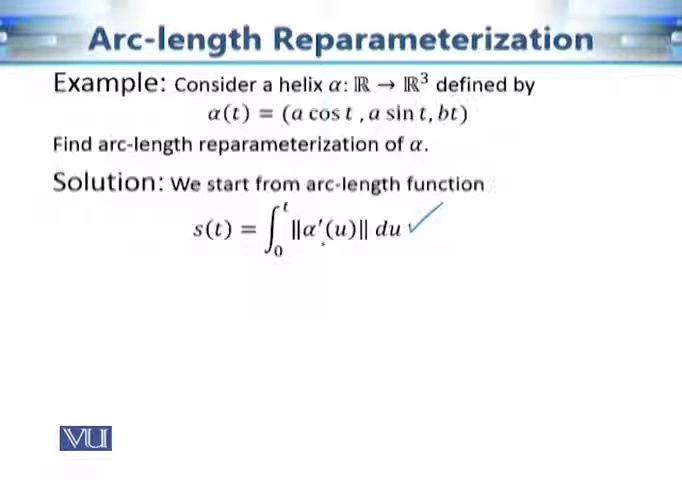 Arc-length Reparameterization
Example: Consider a helix α: ℝ → ℝ³ defined by
α(t) = (a cos t , a sin t, bt)
Find arc-length reparameterization of α.
Solution: We start from arc-length function
s(t) = ∫₀ᵗ ‖α′(u)‖ du
VU